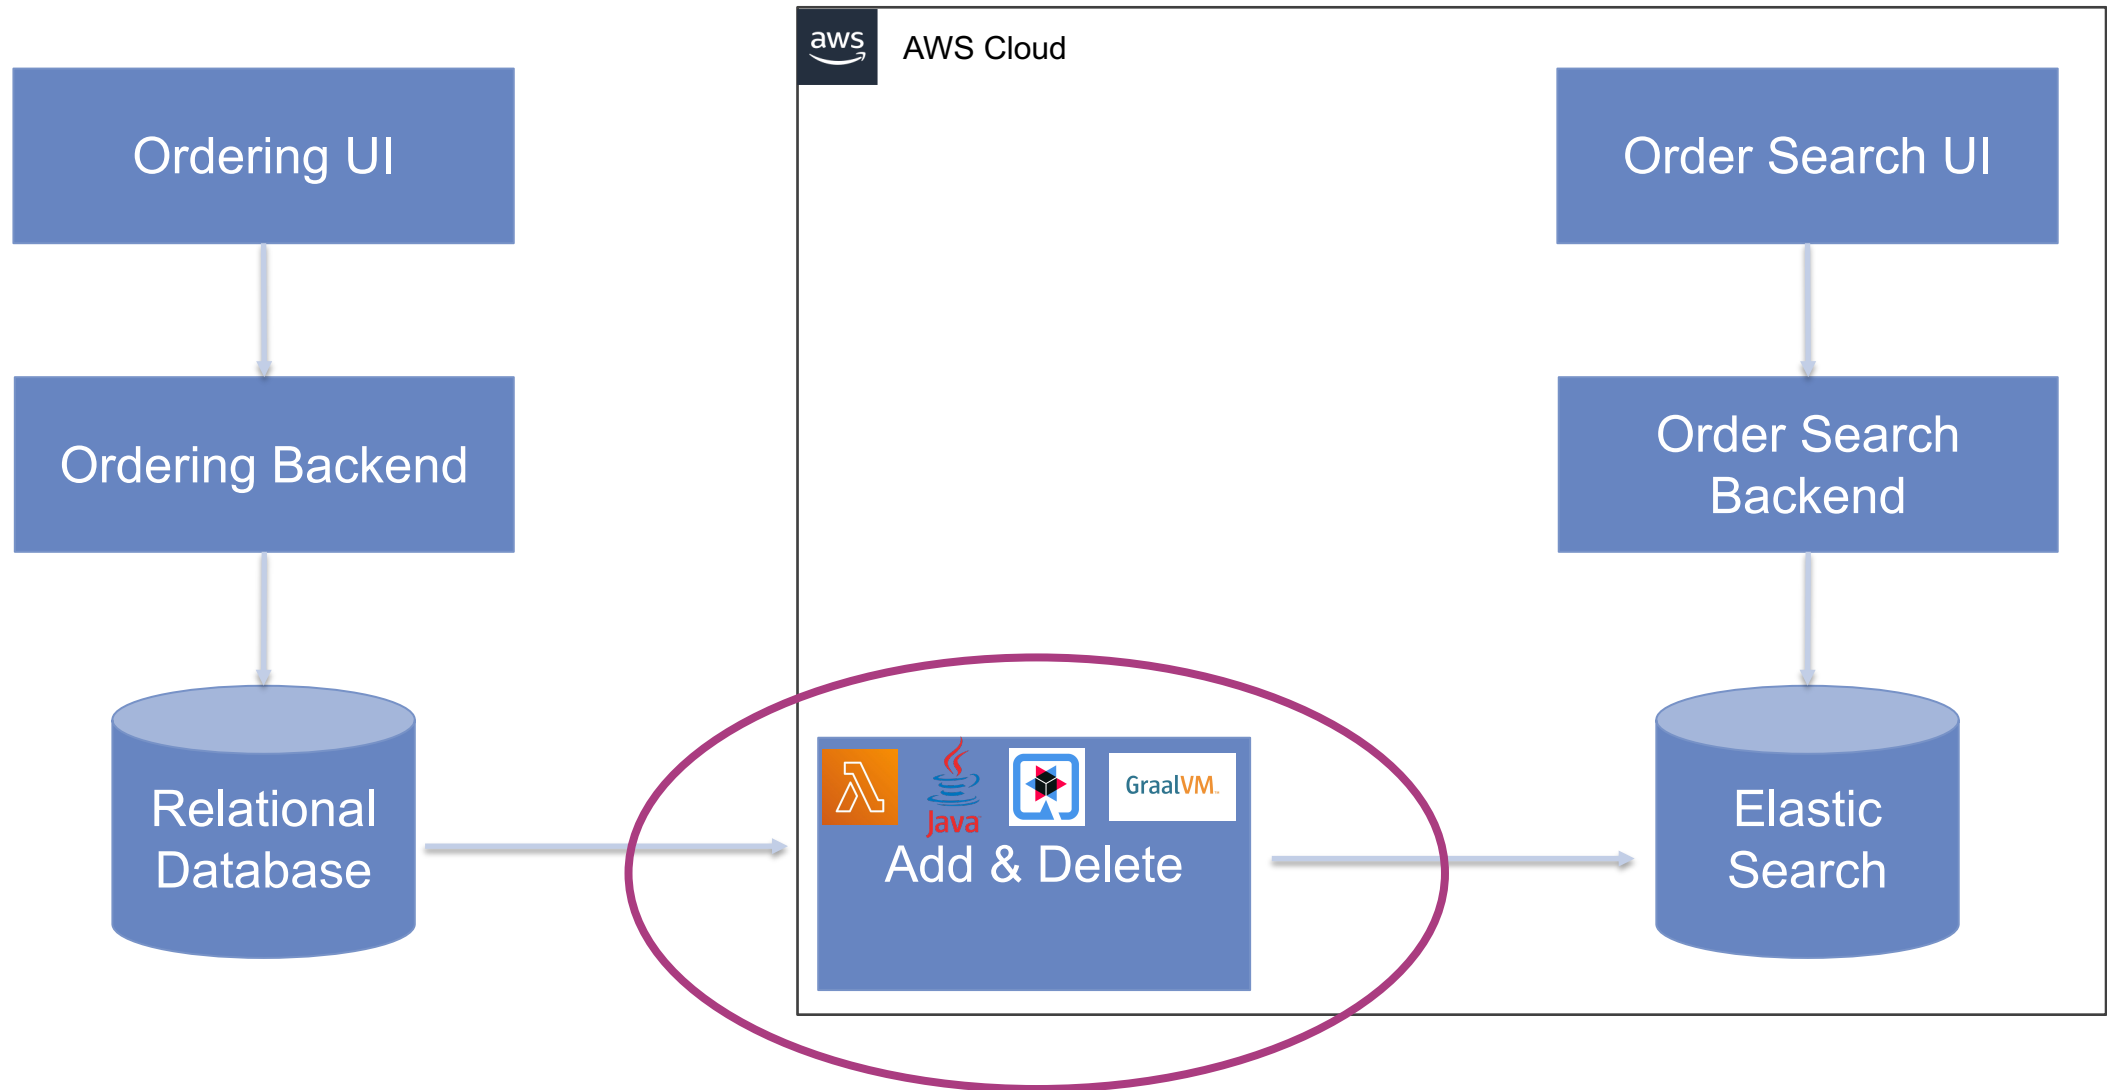 aws
AWS Cloud
Ordering UI
Order Search UI
Ordering Backend
Order Search
Backend
Relational
Database
Java
GraalVM
Add & Delete
Elastic
Search